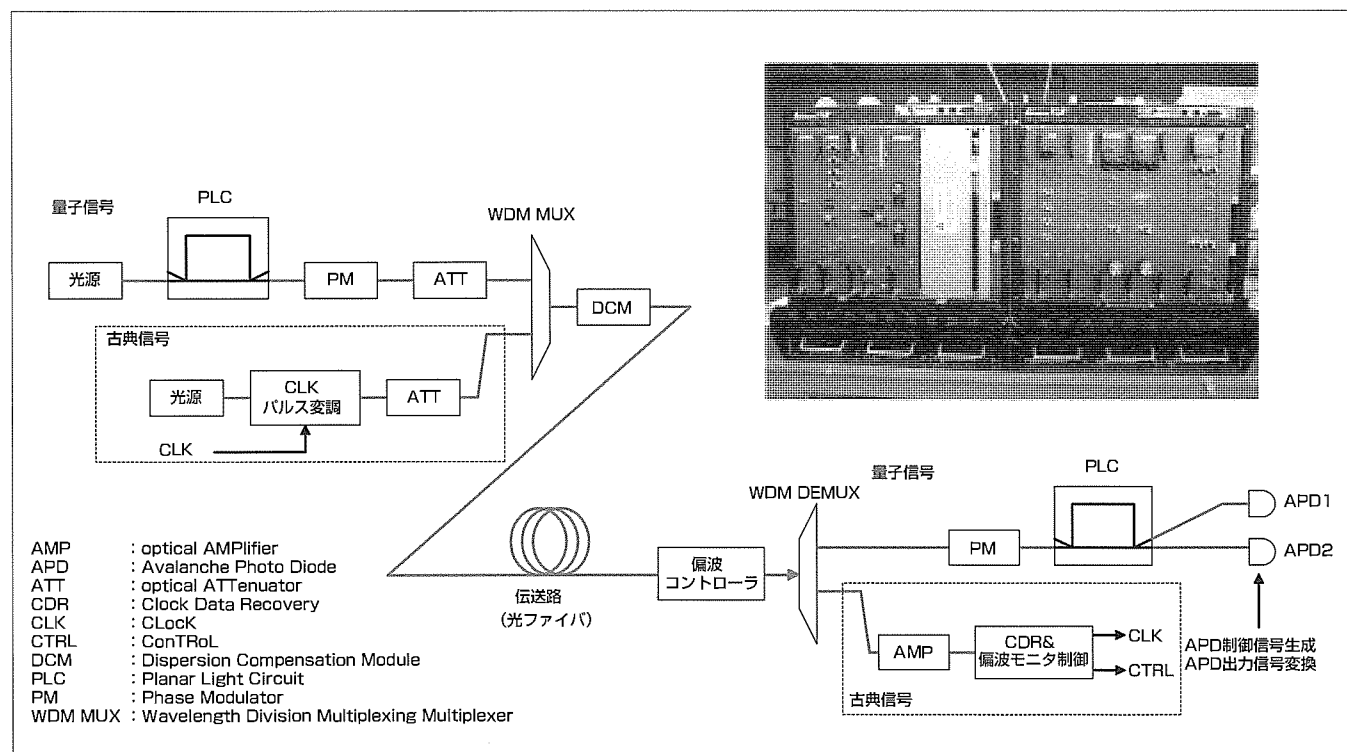 量子信号
PLC
WDM MUX
光源
PM
ATT
DCM
古典信号
光源
CLK
パルス変調
ATT
CLK
量子信号
PLC
WDM DEMUX
APD1
PM
APD2
偏波
コントローラ
伝送路
(光ファイバ)
AMP
CDR&
偏波モニタ制御
CLK
CTRL
古典信号
APD制御信号生成
APD出力信号変換
AMP : optical AMPlifier
APD : Avalanche Photo Diode
ATT : optical ATTenuator
CDR : Clock Data Recovery
CLK : CLocK
CTRL : ConTRoL
DCM : Dispersion Compensation Module
PLC : Planar Light Circuit
PM : Phase Modulator
WDM MUX : Wavelength Division Multiplexing Multiplexer